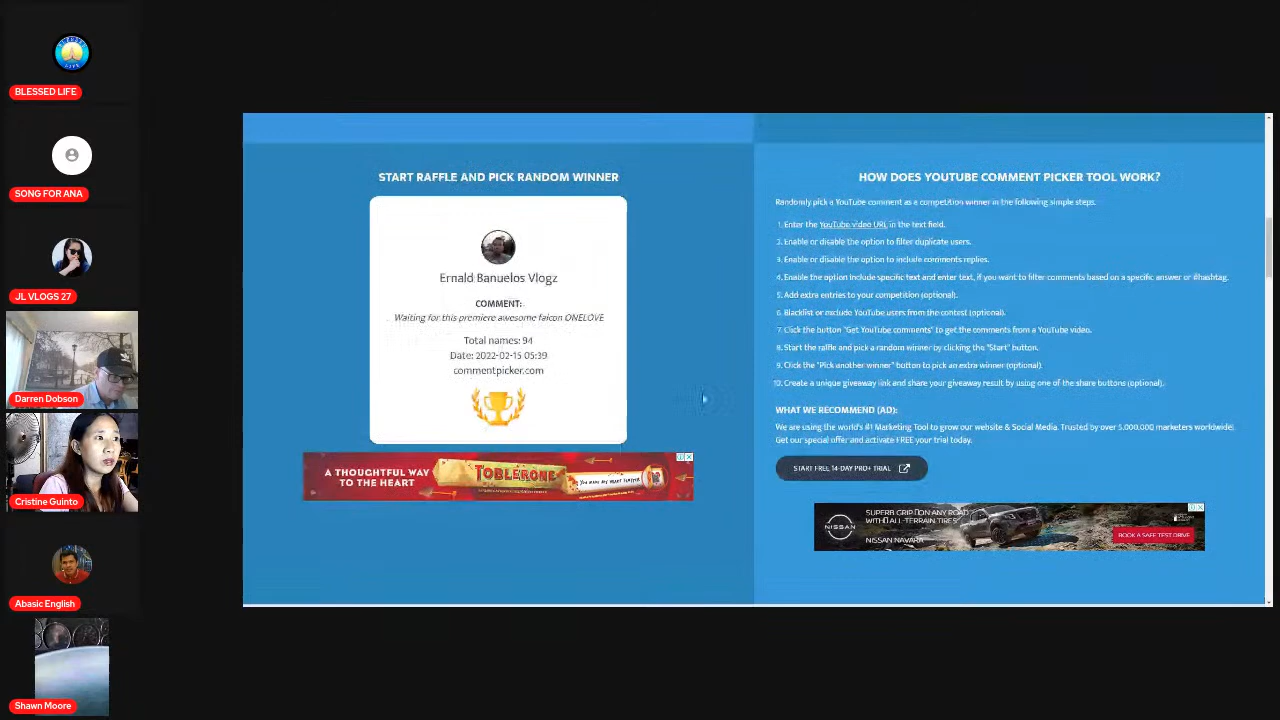 BLESSED LIFE
SONG FOR ANA
JL VLOGS 27
Darren Dobson
Cristine Guinto
Abasic English
Shawn Moore
START RAFFLE AND PICK RANDOM WINNER
Ernald Banuelos Vlogz
COMMENT:
Waiting for this premiere awesome faicon ONELOVE
Total names: 94
Date: 2022-02-15 05:39
commentpicker.com
A THOUGHTFUL WAY
TO THE HEART
TOBLERONE
HOW DOES YOUTUBE COMMENT PICKER TOOL WORK?
Randomly pick a YouTube comment as a competition winner in the following simple steps.
1. Enter the YouTube video URL in the text field.
2. Enable or disable the option to filter duplicate users.
3. Enable or disable the option to include comments replies.
4. Enable the option include specific text and enter text, if you want to filter comments based on a specific answer or #hashtag.
5. Add extra entries to your competition (optional).
6. Blacklist or include YouTube users from the contest (optional).
7. Click the button "Get YouTube comments" to get the comments from a YouTube video.
8. Start the raffle and pick a random winner by clicking the "Start" button.
9. Click the "Pick another winner" button to pick an extra winner (optional).
10. Create a unique giveaway link and share your giveaway result by using one of the share buttons (optional).
WHAT WE RECOMMEND (AD):
We are using the world's #1 Marketing Tool to grow our website & Social Media. Trusted by over 5,000,000 marketers worldwide!
Get our special offer and activate FREE your trial today.
START FREE 14-DAY PRO+ TRIAL
NISSAN
SUPERB GRIP ON ANY ROAD
WITH ALL-TERRAIN TIRES
NISSAN NAVARA
BOOK A SAFE TEST DRIVE